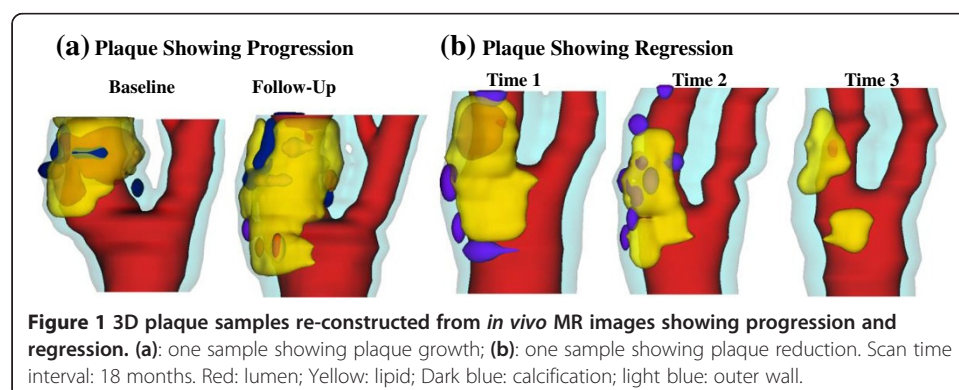 (a) Plaque Showing Progression
(b) Plaque Showing Regression
Baseline
Follow-Up
Time 1
Time 2
Time 3
Figure 1 3D plaque samples re-constructed from in vivo MR images showing progression and
regression. (a): one sample showing plaque growth; (b): one sample showing plaque reduction. Scan time
interval: 18 months. Red: lumen; Yellow: lipid; Dark blue: calcification; light blue: outer wall.